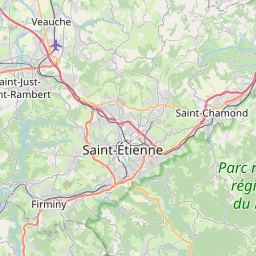 Veauche
aint-Just-
nt-Rambert
Saint-Chamond
Saint-Étienne
Parc n
régi
du
Firminy